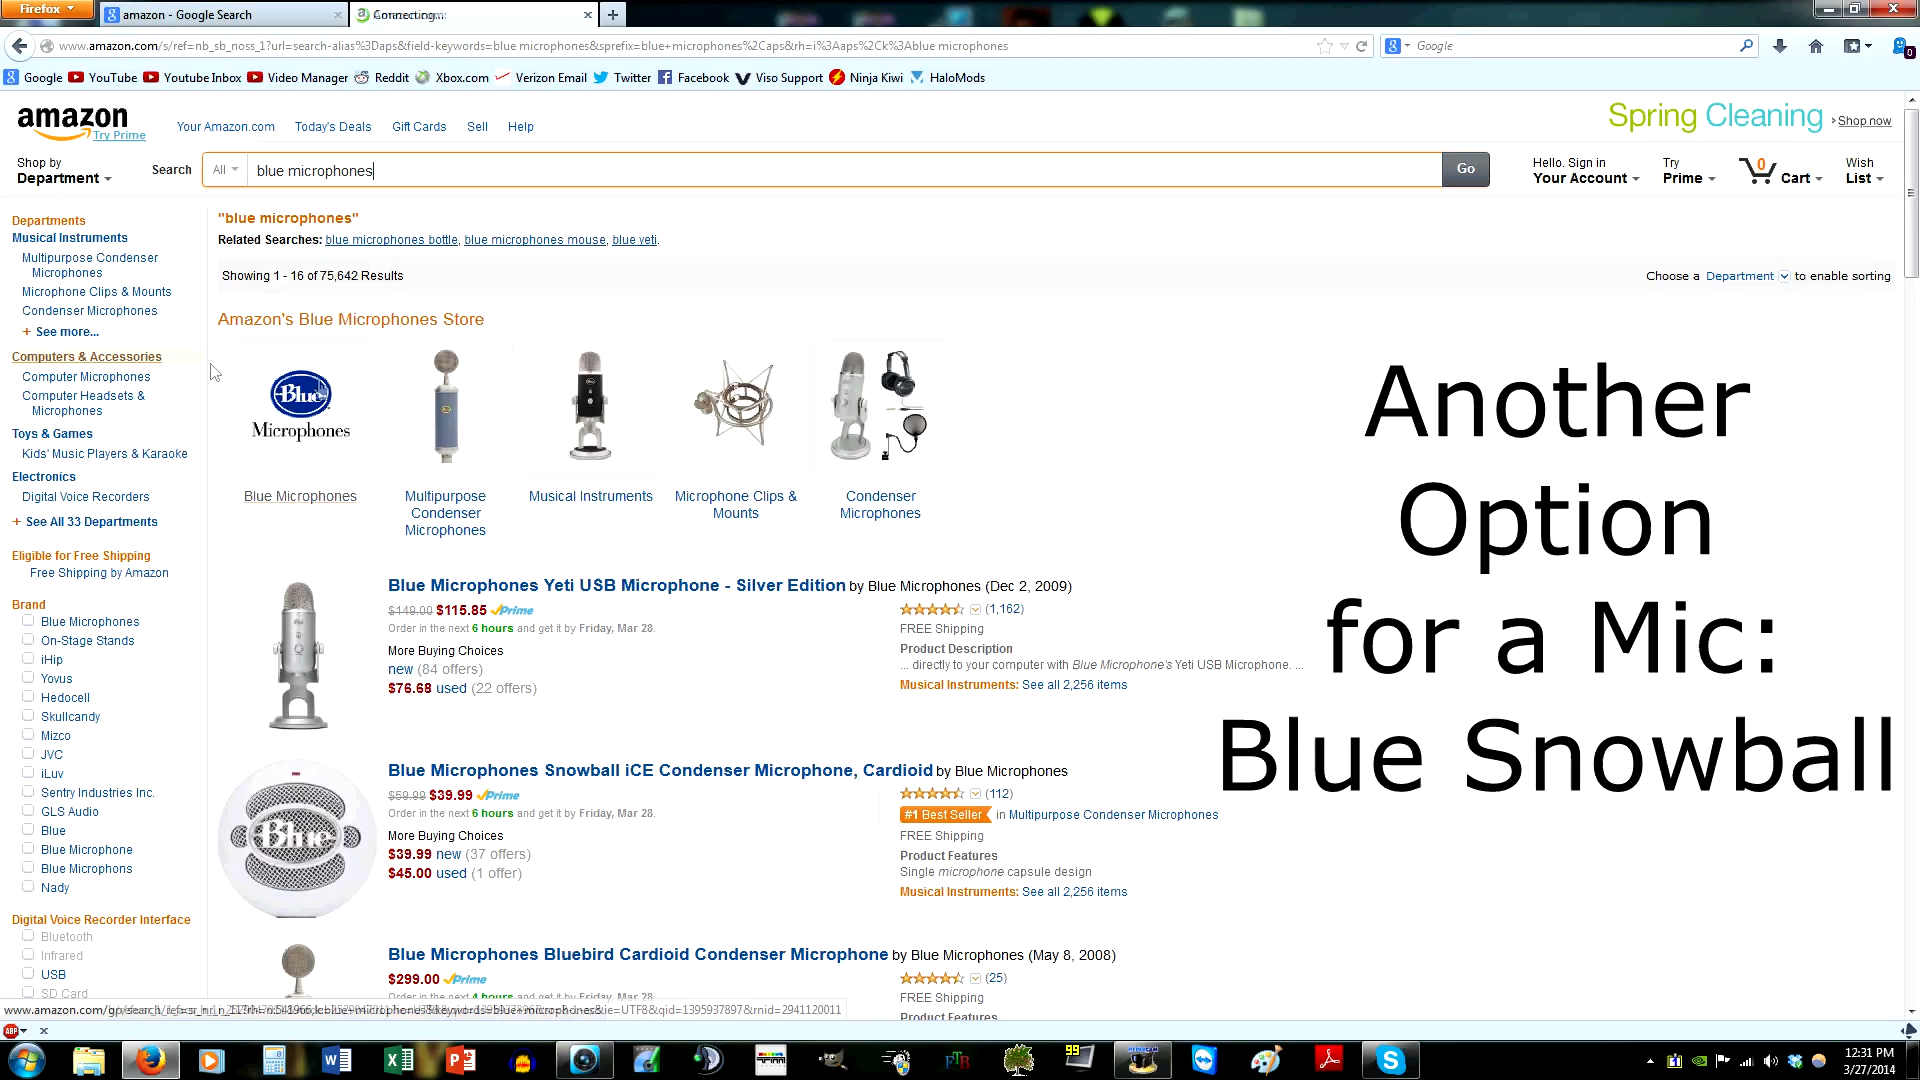 Firefox
amazon - Google Search
Connecting...
www.amazon.com/s/ref=nb_sb_noss_1?url=search-alias%3Daps&field-keywords=blue microphones&sprefix=blue+microphones%2Caps&rh=i%3Aaps%2Ck%3Ablue microphones
Google
Google YouTube Youtube Inbox Video Manager Reddit Xbox.com Verizon Email Twitter Facebook Viso Support Ninja Kiwi HaloMods
amazon
Try Prime
Your Amazon.com Today's Deals Gift Cards Sell Help
Spring Cleaning Shop now
Shop by
Department
Search All blue microphones Go
Hello. Sign in
Your Account
Try
Prime
0
Cart
Wish
List
Departments
Musical Instruments
Multipurpose Condenser
Microphones
Microphone Clips & Mounts
Condenser Microphones
+ See more...
Computers & Accessories
Computer Microphones
Computer Headsets &
Microphones
Toys & Games
Kids' Music Players & Karaoke
Electronics
Digital Voice Recorders
+ See All 33 Departments
Eligible for Free Shipping
Free Shipping by Amazon
Brand
Blue Microphones
On-Stage Stands
iHip
Yovus
Hedocell
Skullcandy
Mizco
JVC
iLuv
Sentry Industries Inc.
GLS Audio
Blue
Blue Microphone
Blue Microphons
Nady
Digital Voice Recorder Interface
Bluetooth
Infrared
USB
SD Card
"blue microphones"
Related Searches: blue microphones bottle, blue microphones mouse, blue yeti.
Showing 1 - 16 of 75,642 Results
Choose a Department to enable sorting
Amazon's Blue Microphones Store
Blue
Microphones
Blue Microphones
Multipurpose
Condenser
Microphones
Musical Instruments
Microphone Clips &
Mounts
Condenser
Microphones
Blue Microphones Yeti USB Microphone - Silver Edition by Blue Microphones (Dec 2, 2009)
$149.00 $115.85 Prime
Order in the next 6 hours and get it by Friday, Mar 28.
More Buying Choices
new (84 offers)
$76.68 used (22 offers)
(1,162)
FREE Shipping
Product Description
... directly to your computer with Blue Microphone's Yeti USB Microphone. ...
Musical Instruments: See all 2,256 items
Blue Microphones Snowball iCE Condenser Microphone, Cardioid by Blue Microphones
Blue
$59.99 $39.99 Prime
Order in the next 6 hours and get it by Friday, Mar 28.
More Buying Choices
$39.99 new (37 offers)
$45.00 used (1 offer)
(112)
#1 Best Seller in Multipurpose Condenser Microphones
FREE Shipping
Product Features
Single microphone capsule design
Musical Instruments: See all 2,256 items
Blue Microphones Bluebird Cardioid Condenser Microphone by Blue Microphones (May 8, 2008)
$299.00 Prime
Order in the next 4 hours and get it by Friday, Mar 28.
(25)
FREE Shipping
Product Features
Another
Option
for a Mic:
Blue Snowball
ABP
99
FTB
12:31 PM
3/27/2014